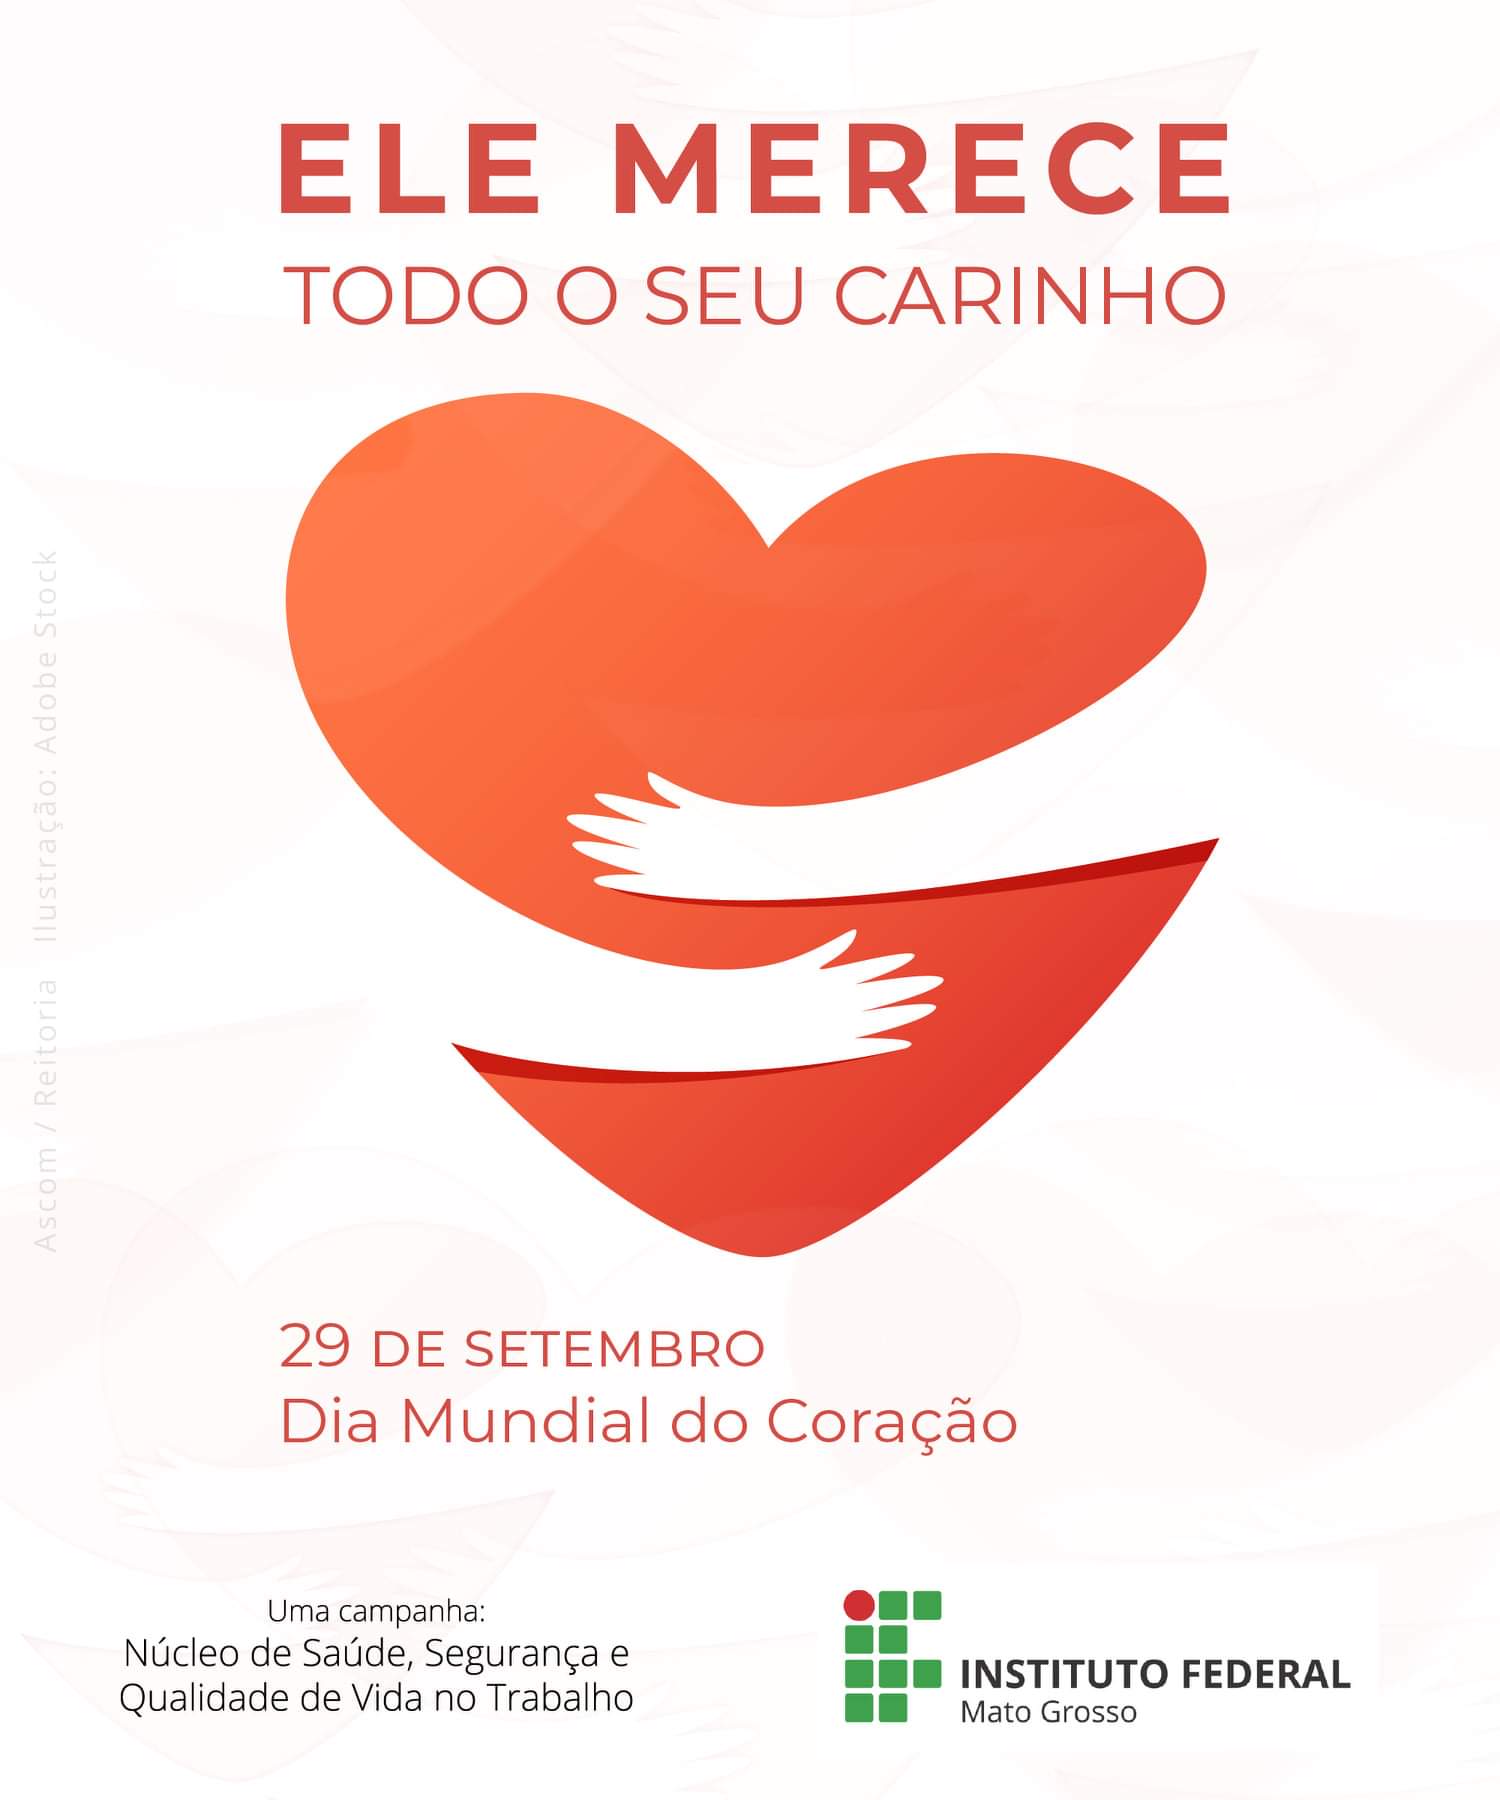 ELE MERECE
TODO O SEU CARINHO
Ascom / Reitoria Ilustração: Adobe Stock
29 DE SETEMBRO
Dia Mundial do Coração
Uma campanha:
Núcleo de Saúde, Segurança e
Qualidade de Vida no Trabalho
INSTITUTO FEDERAL
Mato Grosso